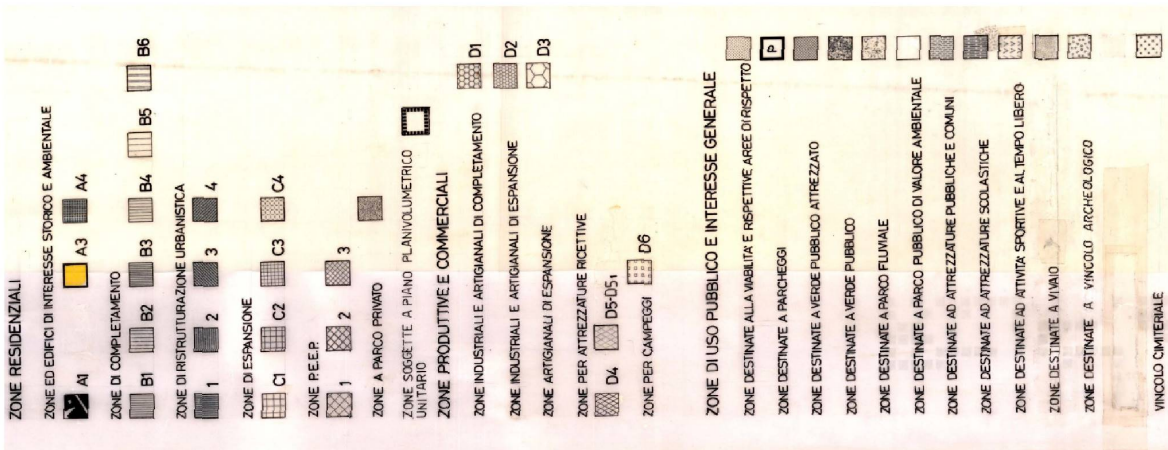 ZONE RESIDENZIALI
ZONE ED EDIFICI DI INTERESSE STORICO E AMBIENTALE
A1 A3 A4
ZONE DI COMPLETAMENTO
B1 B2 B3 B4 B5 B6
ZONE DI RISTRUTTURAZIONE URBANISTICA
1 2 3 4
ZONE DI ESPANSIONE
C1 C2 C3 C4
ZONE P.E.E.P.
1 2 3
ZONE A PARCO PRIVATO
ZONE SOGGETTE A PIANO PLANIVOLUMETRICO
UNITARIO
ZONE PRODUTTIVE E COMMERCIALI
ZONE INDUSTRIALI E ARTIGIANALI DI COMPLETAMENTO D1
ZONE INDUSTRIALI E ARTIGIANALI DI ESPANSIONE D2
ZONE ARTIGIANALI DI ESPANSIONE D3
ZONE PER ATTREZZATURE RICETTIVE
D4 D5-D5₁
ZONE PER CAMPEGGI D6
ZONE DI USO PUBBLICO E INTERESSE GENERALE
ZONE DESTINATE ALLA VIABILITA' E RISPETTIVE AREE DI RISPETTO
ZONE DESTINATE A PARCHEGGI P
ZONE DESTINATE A VERDE PUBBLICO ATTREZZATO
ZONE DESTINATE A VERDE PUBBLICO
ZONE DESTINATE A PARCO FLUVIALE
ZONE DESTINATE A PARCO PUBBLICO DI VALORE AMBIENTALE
ZONE DESTINATE AD ATTREZZATURE PUBBLICHE E COMUNI
ZONE DESTINATE AD ATTREZZATURE SCOLASTICHE
ZONE DESTINATE AD ATTIVITA' SPORTIVE E AL TEMPO LIBERO
ZONE DESTINATE A VIVAIO
ZONE DESTINATE A VINCOLO ARCHEOLOGICO
VINCOLO CIMITERIALE